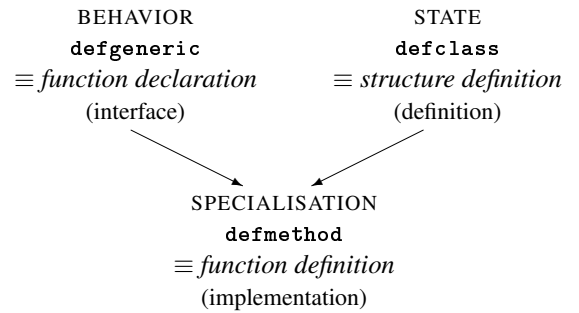 BEHAVIOR
defgeneric
≡ function declaration
(interface)
STATE
defclass
≡ structure definition
(definition)
SPECIALISATION
defmethod
≡ function definition
(implementation)